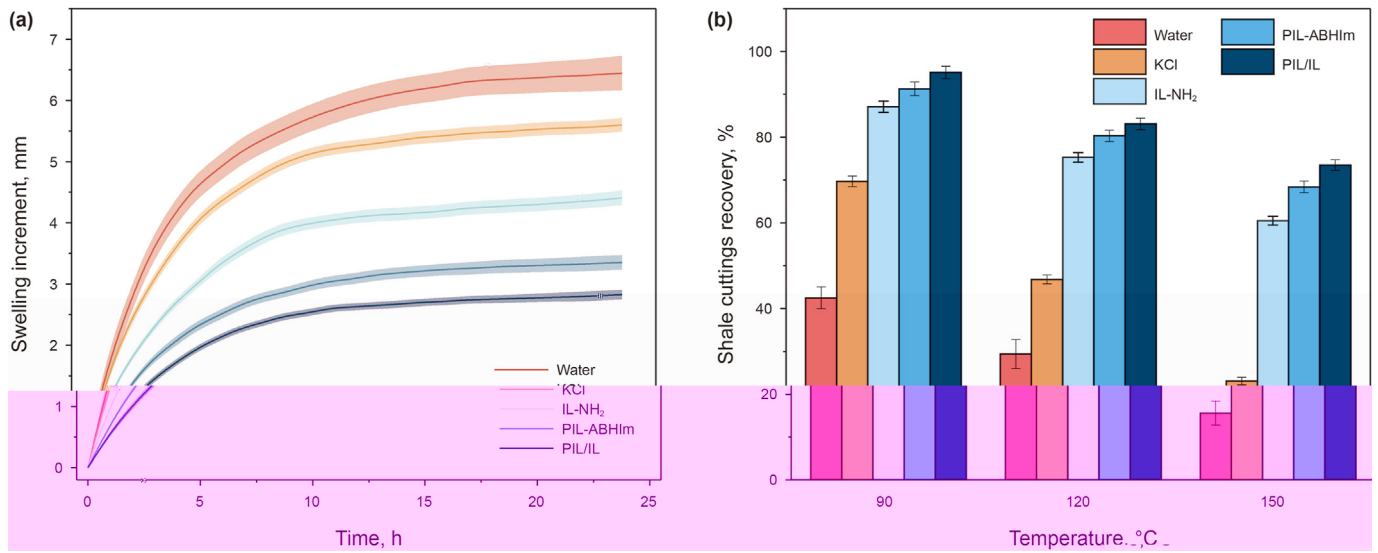 (a)
7
6
5
4
3
2
1
0
Swelling increment, mm
Water
KCl
IL-NH₂
PIL-ABHIm
PIL/IL
0 5 10 15 20 25
Time, h
(b)
100
80
60
40
20
0
Shale cuttings recovery, %
Water
KCl
IL-NH₂
PIL-ABHIm
PIL/IL
90 120 150
Temperature, °C